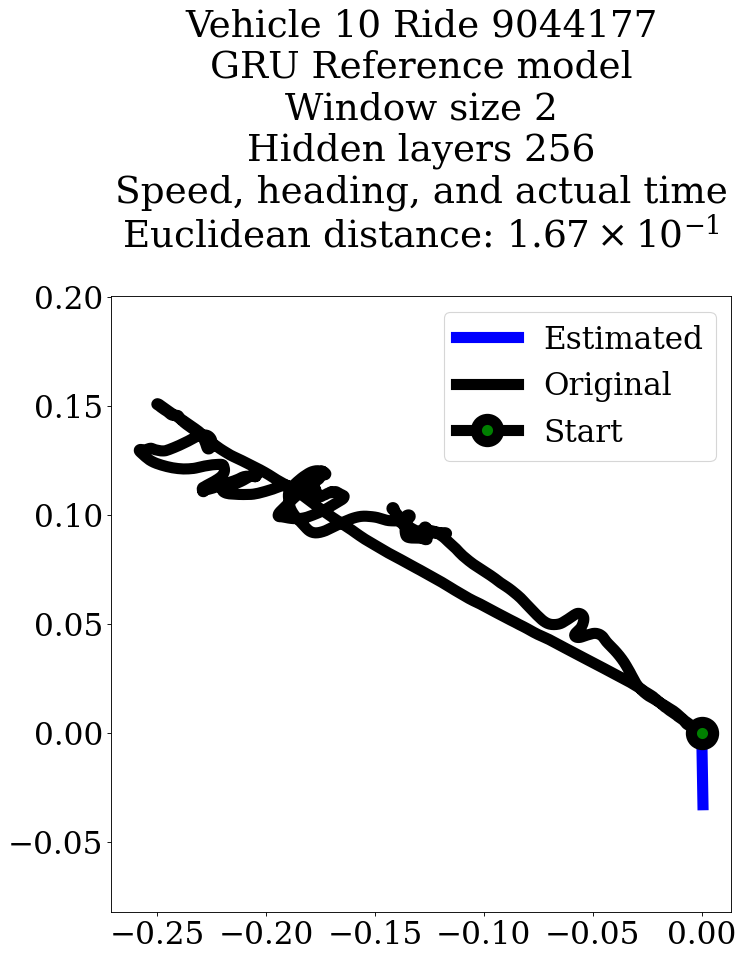 Vehicle 10 Ride 9044177
GRU Reference model
Window size 2
Hidden layers 256
Speed, heading, and actual time
Euclidean distance: 1.67 × 10⁻¹
0.20
0.15
0.10
0.05
0.00
−0.05
Estimated
Original
Start
−0.25 −0.20 −0.15 −0.10 −0.05 0.00